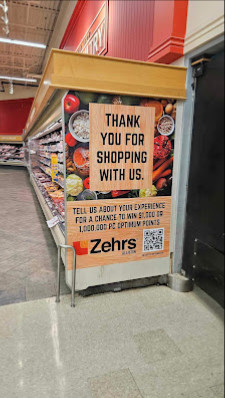 THANK
YOU FOR
SHOPPING
WITH US.
TELL US ABOUT YOUR EXPERIENCE
FOR A CHANCE TO WIN $1,000 OR
1,000,000 PC OPTIMUM POINTS
Zehrs